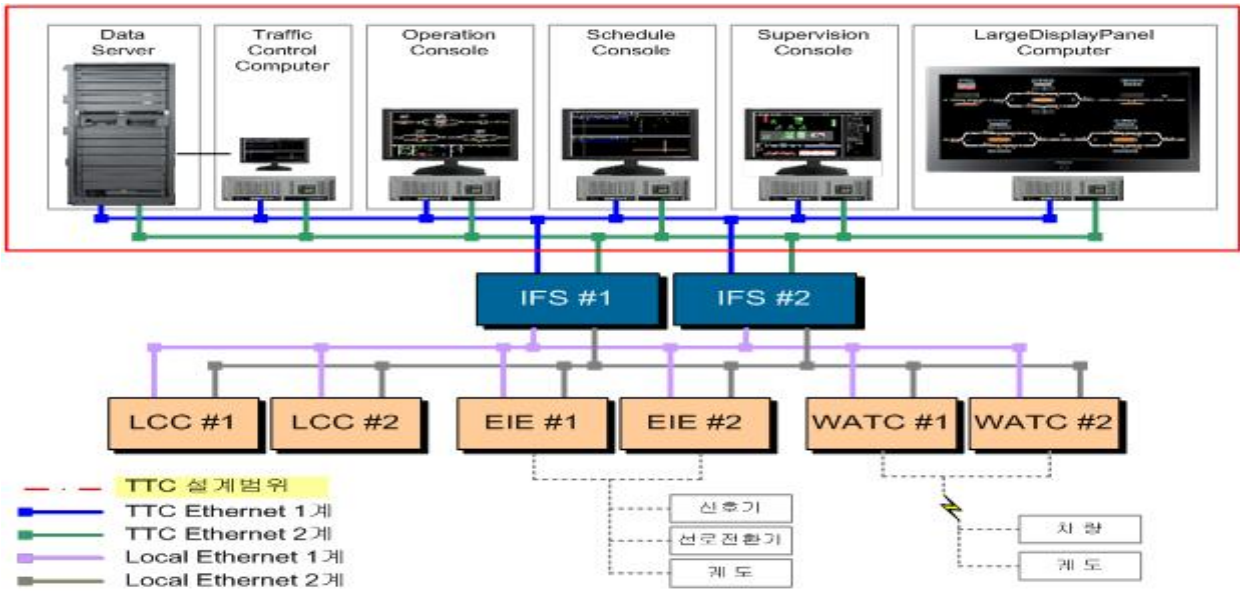 Data
Server
Traffic
Control
Computer
Operation
Console
Schedule
Console
Supervision
Console
LargeDisplayPanel
Computer
IFS #1
IFS #2
LCC #1
LCC #2
EIE #1
EIE #2
WATC #1
WATC #2
TTC 설계범위
TTC Ethernet 1계
TTC Ethernet 2계
Local Ethernet 1계
Local Ethernet 2계
신호기
선로전환기
궤 도
차 량
궤 도